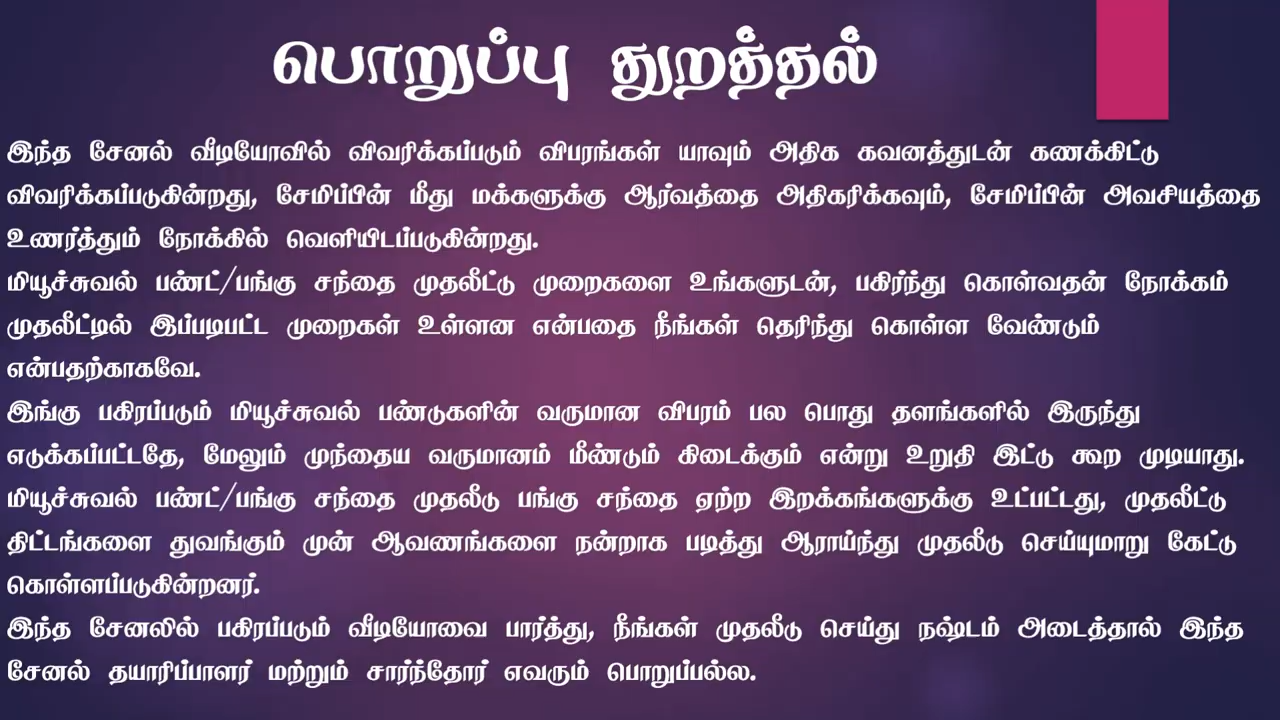 பொறுப்பு துறத்தல்
இந்த சேனல் வீடியோவில் விவரிக்கப்படும் விபரங்கள் யாவும் அதிக கவனத்துடன் கணக்கிட்டு
விவரிக்கப்படுகின்றது, சேமிப்பின் மீது மக்களுக்கு ஆர்வத்தை அதிகரிக்கவும், சேமிப்பின் அவசியத்தை
உணர்த்தும் நோக்கில் வெளியிடப்படுகின்றது.
மியூச்சுவல் பண்ட்/பங்கு சந்தை முதலீட்டு முறைகளை உங்களுடன், பகிர்ந்து கொள்வதன் நோக்கம்
முதலீட்டில் இப்படிபட்ட முறைகள் உள்ளன என்பதை நீங்கள் தெரிந்து கொள்ள வேண்டும்
என்பதற்காகவே.
இங்கு பகிரப்படும் மியூச்சுவல் பண்டுகளின் வருமான விபரம் பல பொது தளங்களில் இருந்து
எடுக்கப்பட்டதே, மேலும் முந்தைய வருமானம் மீண்டும் கிடைக்கும் என்று உறுதி இட்டு கூற முடியாது.
மியூச்சுவல் பண்ட்/பங்கு சந்தை முதலீடு பங்கு சந்தை ஏற்ற இறக்கங்களுக்கு உட்பட்டது, முதலீட்டு
திட்டங்களை துவங்கும் முன் ஆவணங்களை நன்றாக படித்து ஆராய்ந்து முதலீடு செய்யுமாறு கேட்டு
கொள்ளப்படுகின்றனர்.
இந்த சேனலில் பகிரப்படும் வீடியோவை பார்த்து, நீங்கள் முதலீடு செய்து நஷ்டம் அடைத்தால் இந்த
சேனல் தயாரிப்பாளர் மற்றும் சார்ந்தோர் எவரும் பொறுப்பல்ல.